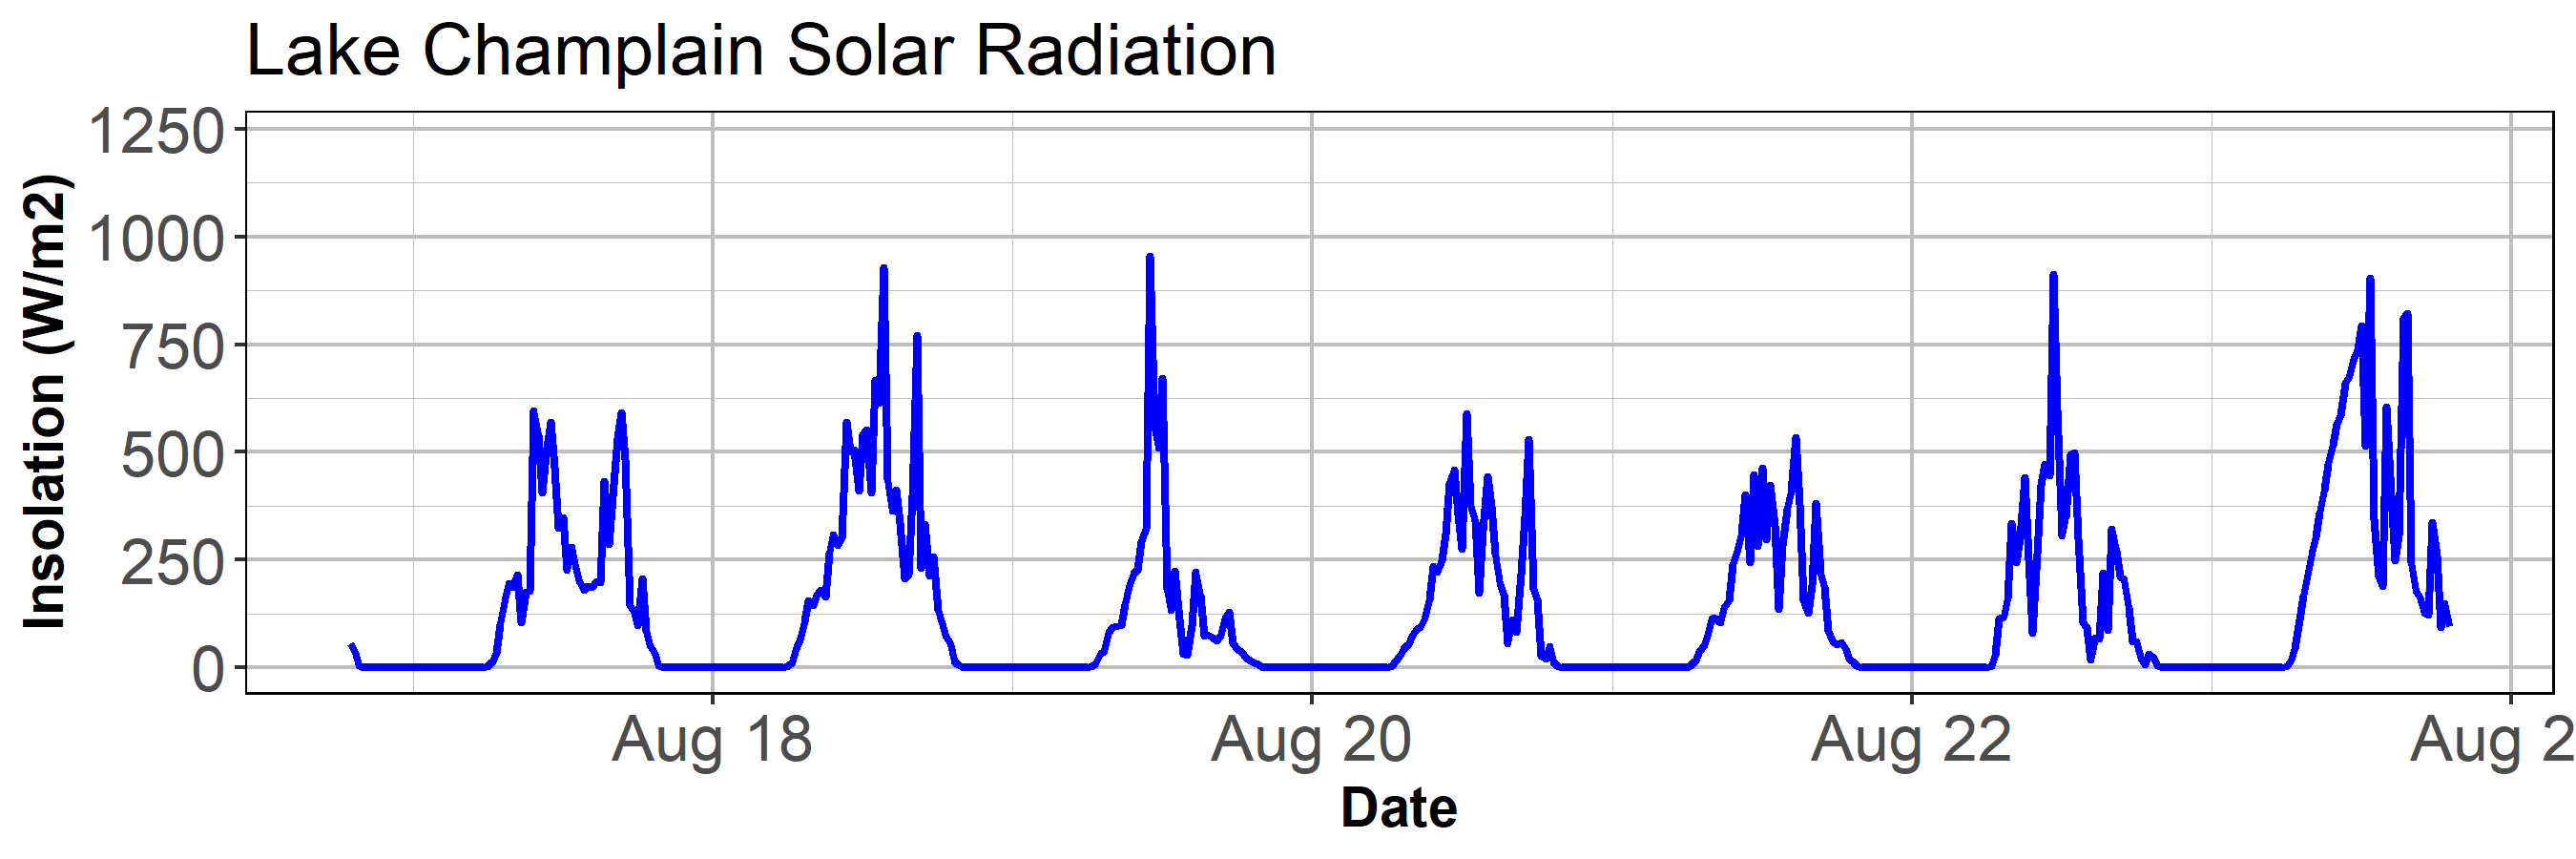 Lake Champlain Solar Radiation
1250
1000
750
500
250
0
Insolation (W/m2)
Aug 18
Aug 20
Aug 22
Aug 2
Date